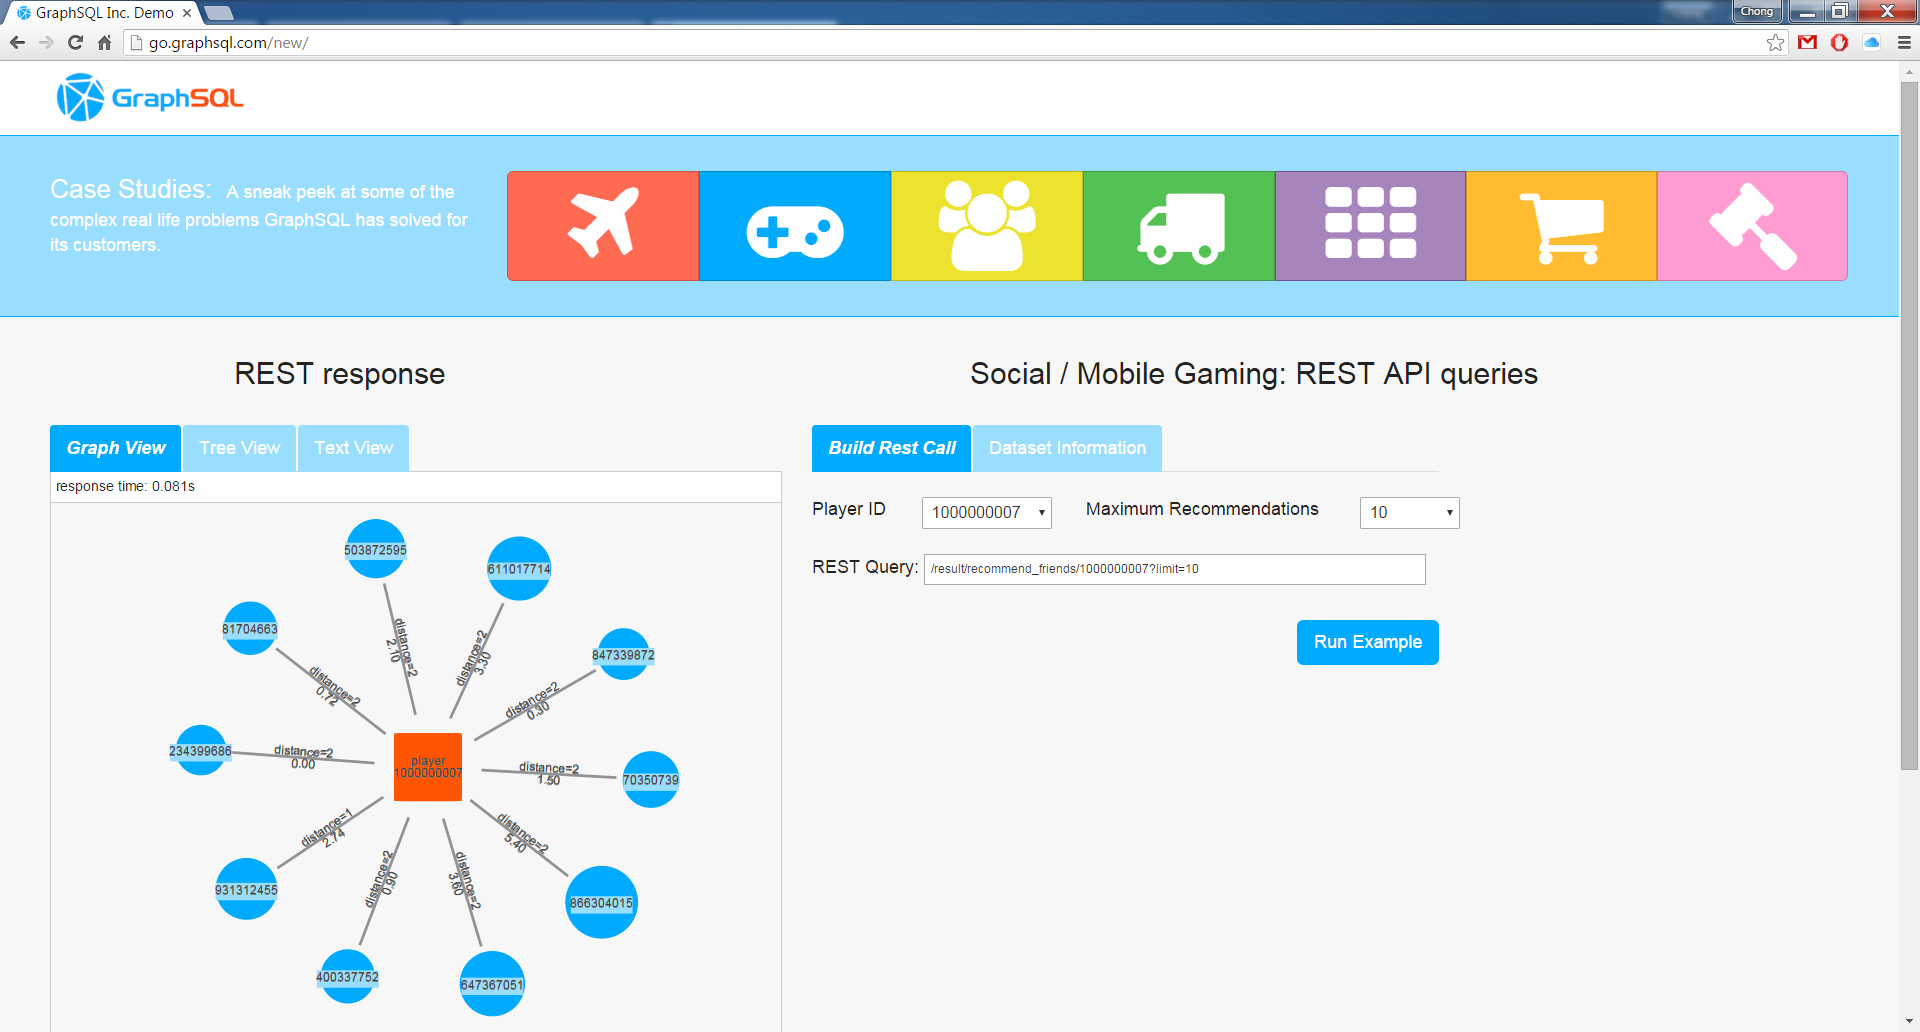 GraphSQL Inc. Demo
Chong
go.graphsql.com/new/
GraphSQL
Case Studies: A sneak peek at some of the
complex real life problems GraphSQL has solved for
its customers.
REST response
Social / Mobile Gaming: REST API queries
Graph View Tree View Text View
Build Rest Call Dataset Information
response time: 0.081s
Player ID 1000000007 Maximum Recommendations 10
REST Query: /result/recommend_friends/1000000007?limit=10
Run Example
503872595
611017714
81704663
847339872
distance=2
2.10
distance=2
3.30
distance=2
0.72
distance=2
0.30
234399686
distance=2
0.00
player
1000000007
distance=2
1.50
70350739
distance=1
2.74
distance=2
5.40
931312455
distance=2
0.90
distance=2
3.60
866304015
400337752
647367051